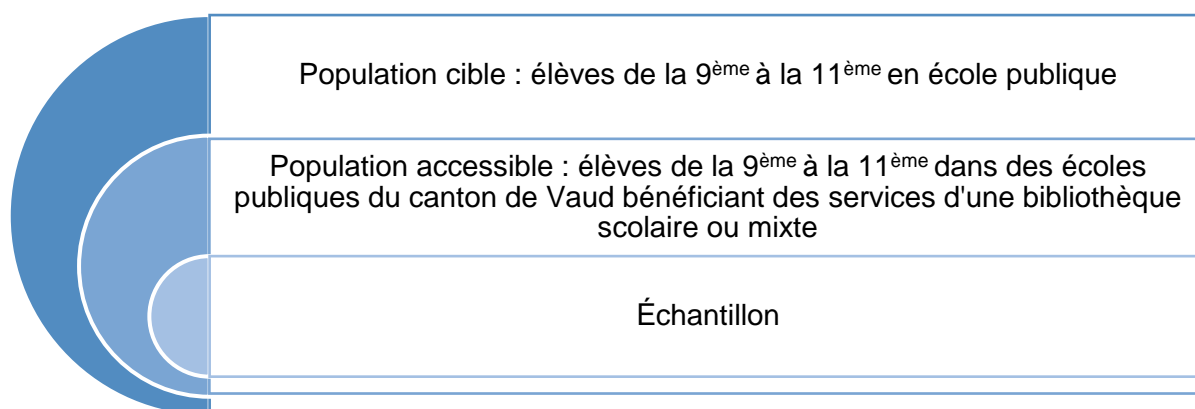 Population cible : élèves de la 9ème à la 11ème en école publique
Population accessible : élèves de la 9ème à la 11ème dans des écoles
publiques du canton de Vaud bénéficiant des services d'une bibliothèque
scolaire ou mixte
Échantillon